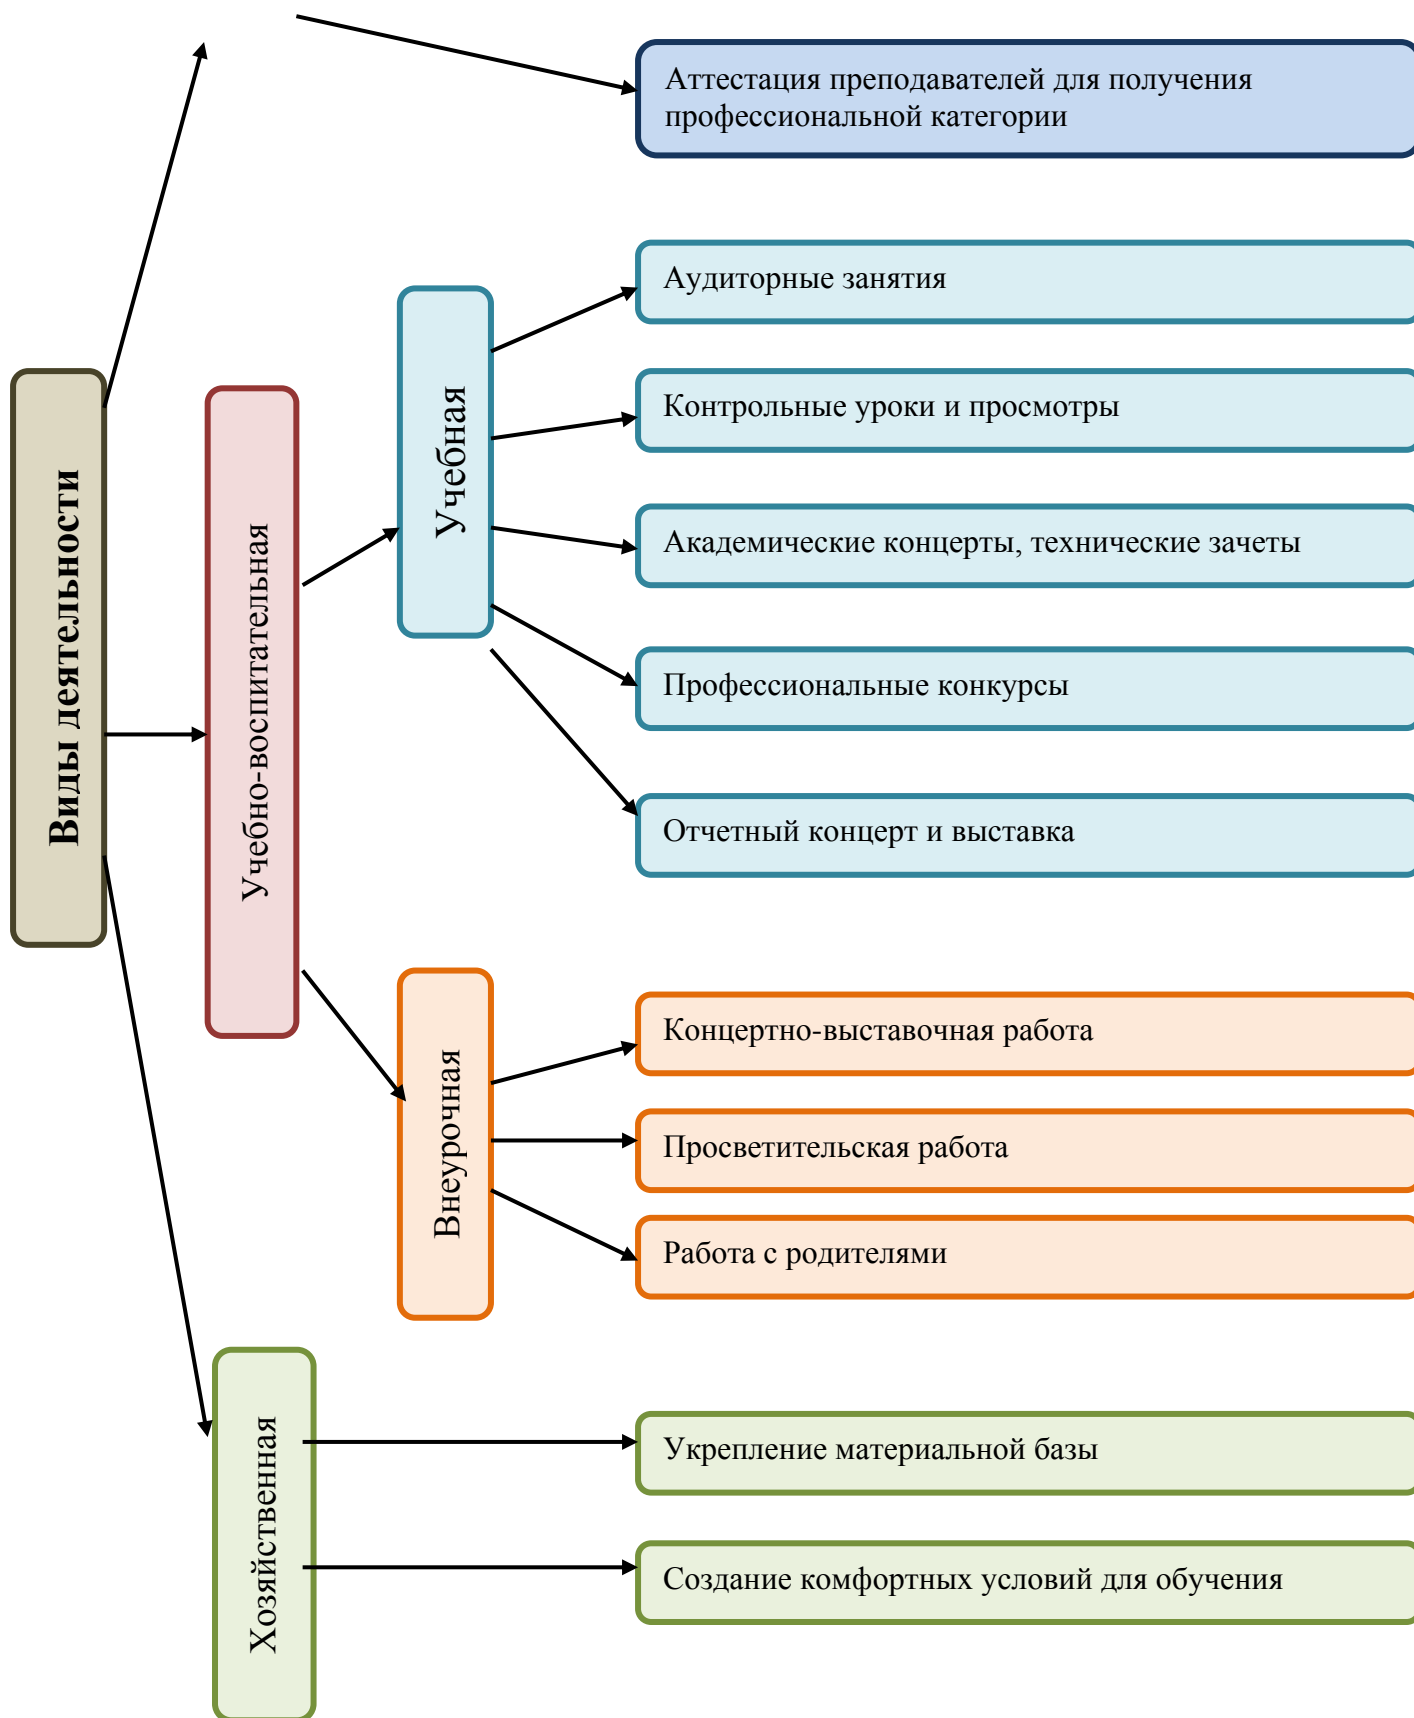 Аттестация преподавателей для получения
профессиональной категории
Виды деятельности
Учебно-воспитательная
Учебная
Аудиторные занятия
Контрольные уроки и просмотры
Академические концерты, технические зачеты
Профессиональные конкурсы
Отчетный концерт и выставка
Внеурочная
Концертно-выставочная работа
Просветительская работа
Работа с родителями
Хозяйственная
Укрепление материальной базы
Создание комфортных условий для обучения